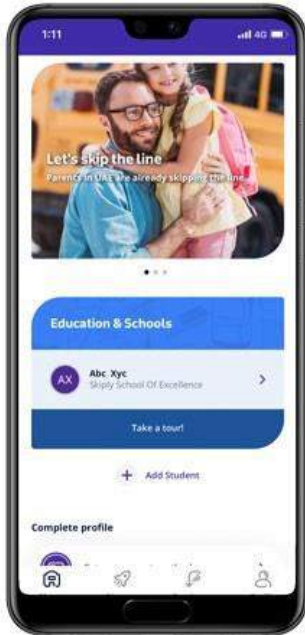 1:11
4G
Let's skip the line
Parents in UAE are already skipping the line
Education & Schools
AX
Abc Xyc
Skiply School Of Excellence
Take a tour!
+ Add Student
Complete profile